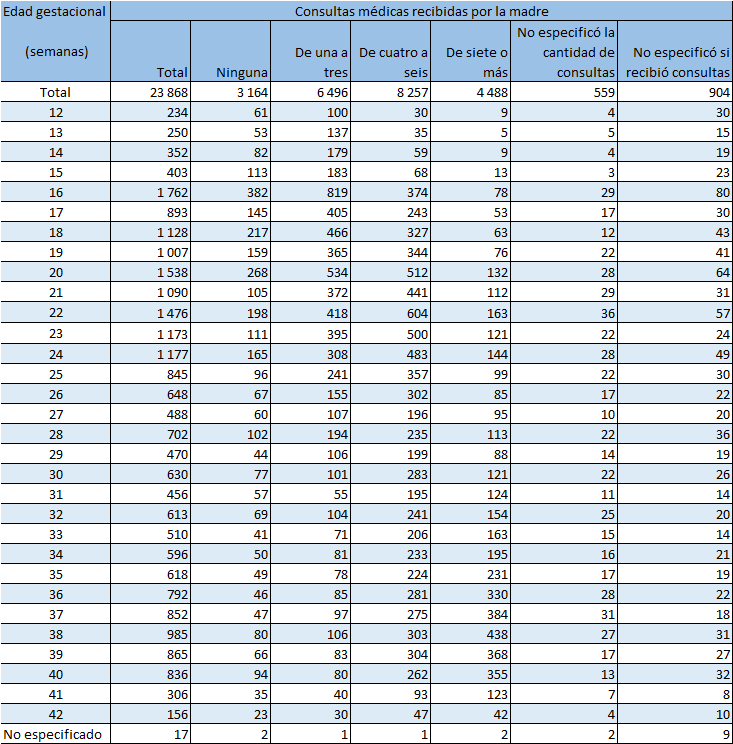 Edad gestacional Consultas médicas recibidas por la madre
(semanas) Total Ninguna De una a tres De cuatro a seis De siete o más No especificó la cantidad de consultas No especificó si recibió consultas
Total 23 868 3 164 6 496 8 257 4 488 559 904
12 234 61 100 30 9 4 30
13 250 53 137 35 5 5 15
14 352 82 179 59 9 4 19
15 403 113 183 68 13 3 23
16 1 762 382 819 374 78 29 80
17 893 145 405 243 53 17 30
18 1 128 217 466 327 63 12 43
19 1 007 159 365 344 76 22 41
20 1 538 268 534 512 132 28 64
21 1 090 105 372 441 112 29 31
22 1 476 198 418 604 163 36 57
23 1 173 111 395 500 121 22 24
24 1 177 165 308 483 144 28 49
25 845 96 241 357 99 22 30
26 648 67 155 302 85 17 22
27 488 60 107 196 95 10 20
28 702 102 194 235 113 22 36
29 470 44 106 199 88 14 19
30 630 77 101 283 121 22 26
31 456 57 55 195 124 11 14
32 613 69 104 241 154 25 20
33 510 41 71 206 163 15 14
34 596 50 81 233 195 16 21
35 618 49 78 224 231 17 19
36 792 46 85 281 330 28 22
37 852 47 97 275 384 31 18
38 985 80 106 303 438 27 31
39 865 66 83 304 368 17 27
40 836 94 80 262 355 13 32
41 306 35 40 93 123 7 8
42 156 23 30 47 42 4 10
No especificado 17 2 1 1 2 2 9